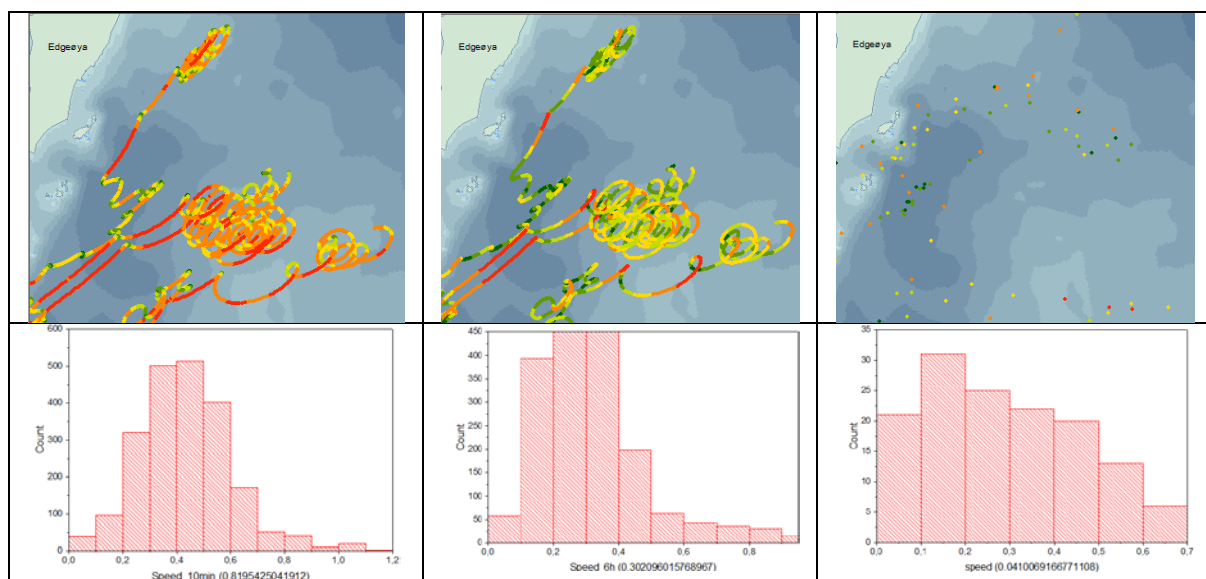 Edgeøya
Edgeøya
Edgeøya
600
500
400
300
200
100
0
Count
0,0 0,2 0,4 0,6 0,8 1,0 1,2
Speed_10min (0.8195425041912)
450
400
350
300
250
200
150
100
50
0
Count
0,0 0,2 0,4 0,6 0,8
Speed 6h (0.302096015768967)
35
30
25
20
15
10
5
0
Count
0,0 0,1 0,2 0,3 0,4 0,5 0,6 0,7
speed (0.0410069166771108)